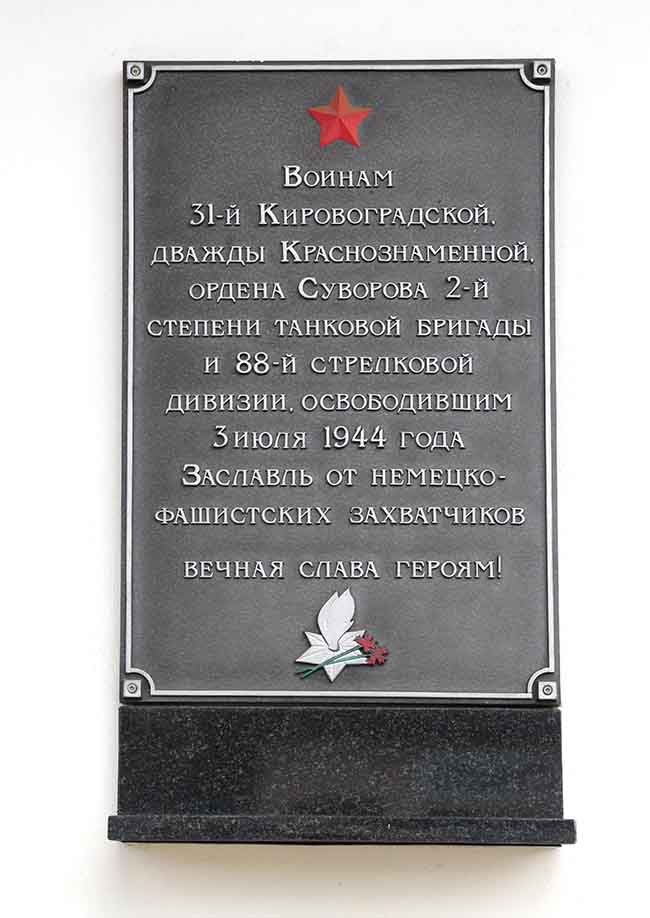 Воинам
31-й Кировоградской,
дважды Краснознаменной,
ордена Суворова 2-й
степени танковой бригады
и 88-й стрелковой
дивизии, освободившим
3 июля 1944 года
Заславль от немецко-
фашистских захватчиков
вечная слава героям!